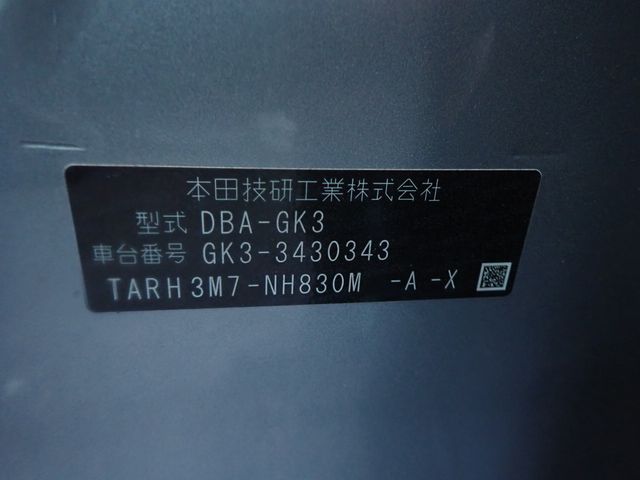 本田技研工業株式会社
型式 DBA-GK3
車台番号 GK3-3430343
TARH3M7-NH830M -A -X